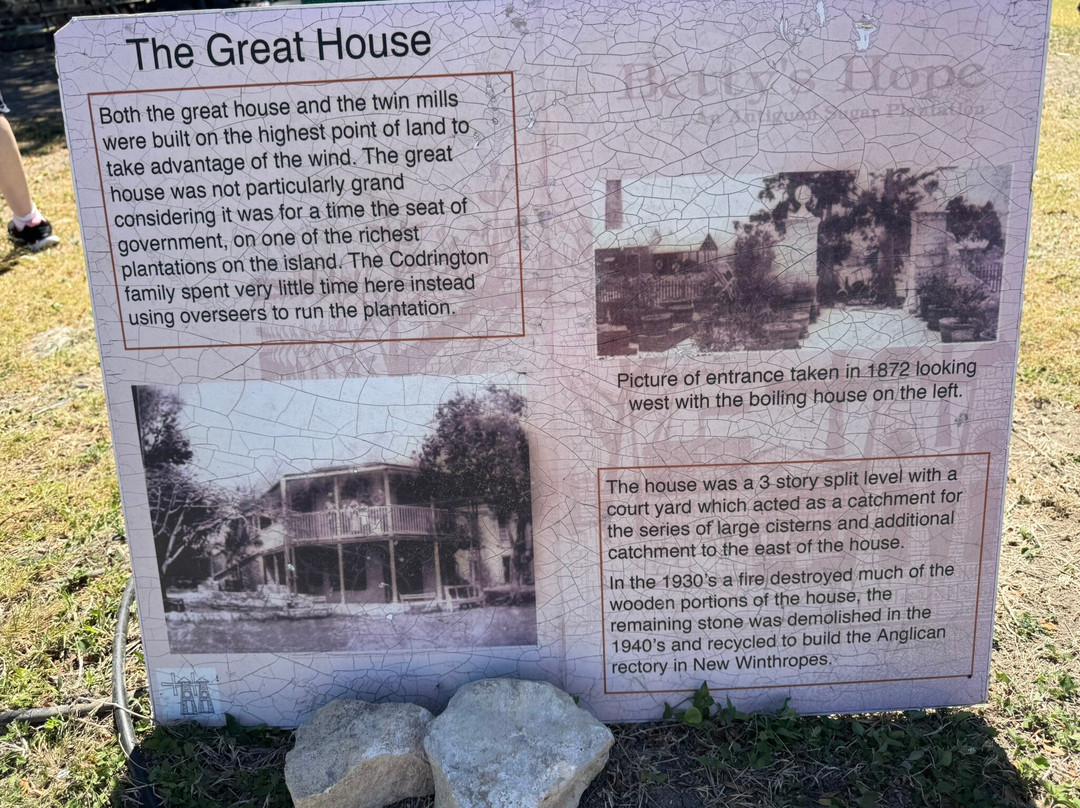 The Great House
Both the great house and the twin mills
were built on the highest point of land to
take advantage of the wind. The great
house was not particularly grand
considering it was for a time the seat of
government, on one of the richest
plantations on the island. The Codrington
family spent very little time here instead
using overseers to run the plantation.
Betty's Hope
An Antiguan Sugar Plantation
Picture of entrance taken in 1872 looking
west with the boiling house on the left.
The house was a 3 story split level with a
court yard which acted as a catchment for
the series of large cisterns and additional
catchment to the east of the house.
In the 1930's a fire destroyed much of the
wooden portions of the house, the
remaining stone was demolished in the
1940's and recycled to build the Anglican
rectory in New Winthropes.